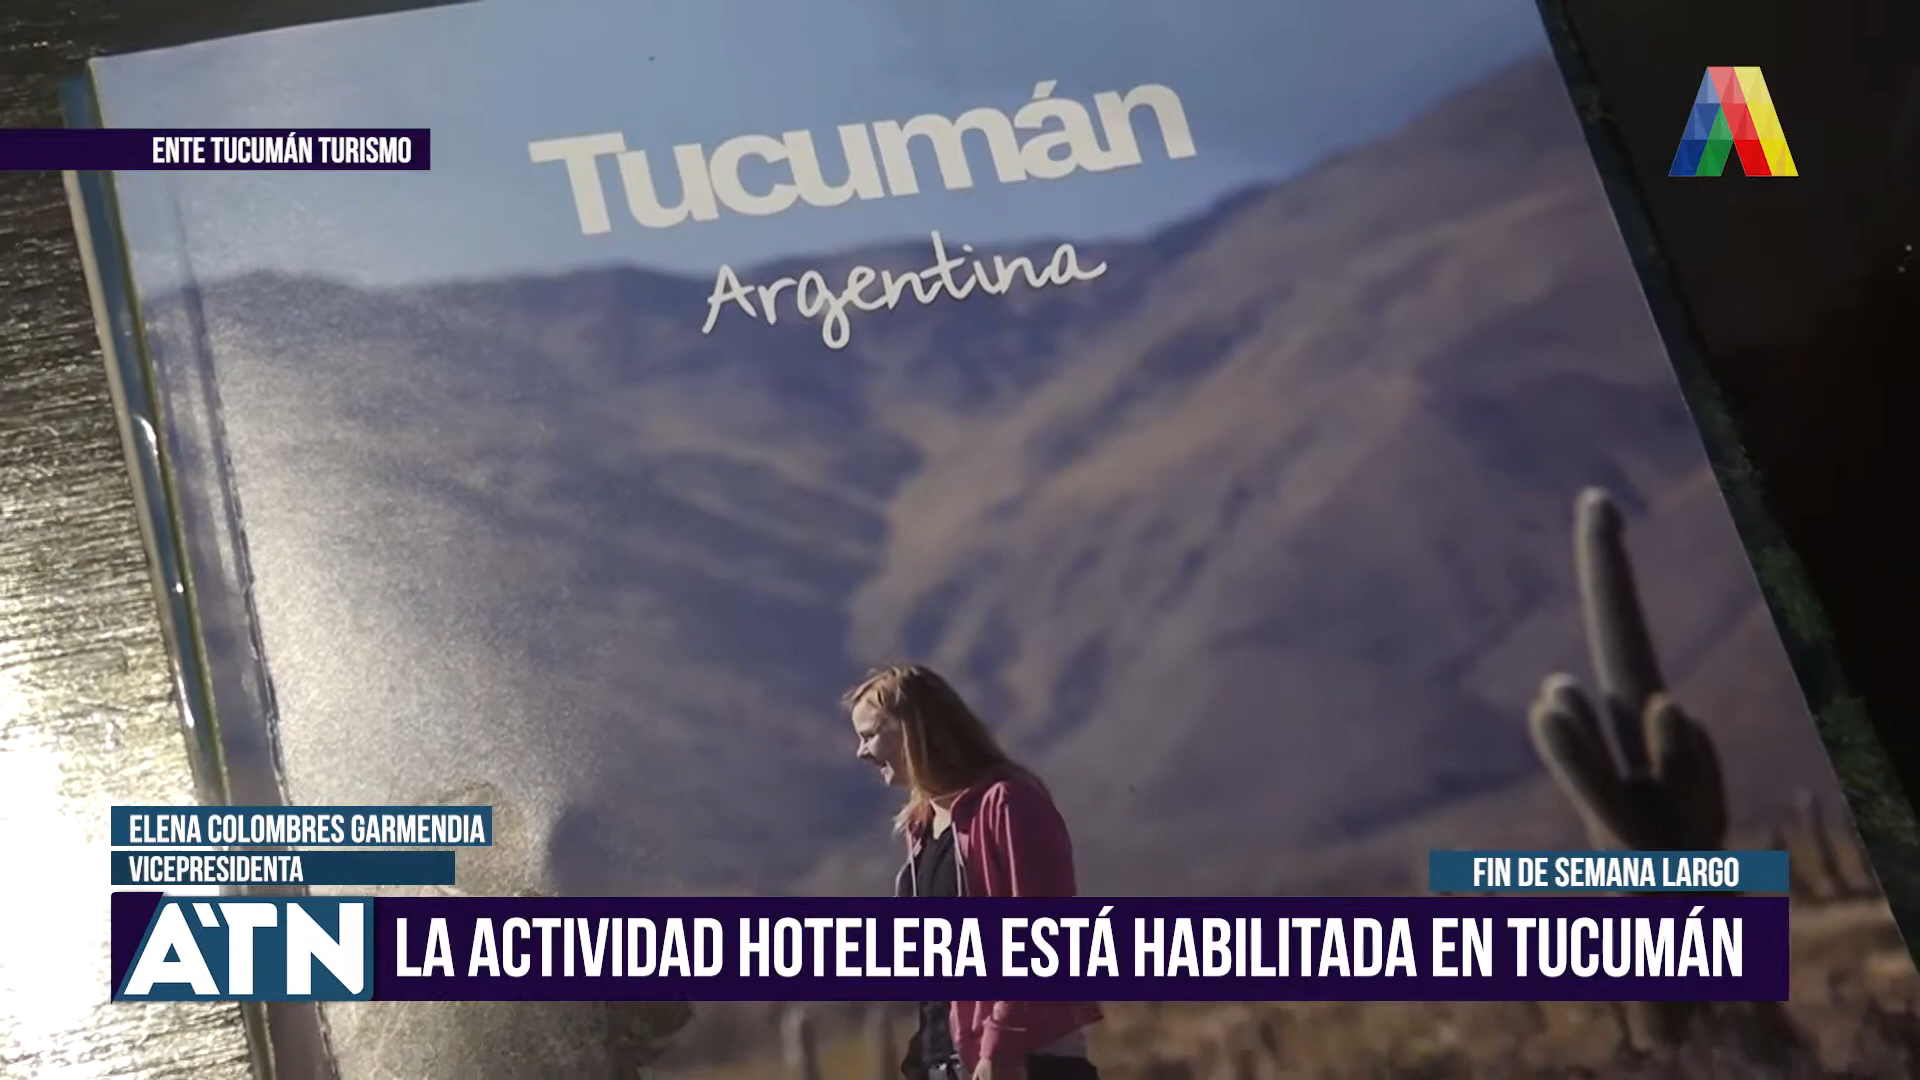 ENTE TUCUMÁN TURISMO
Tucumán
Argentina
ELENA COLOMBRES GARMENDIA
VICEPRESIDENTA
FIN DE SEMANA LARGO
ATN
LA ACTIVIDAD HOTELERA ESTÁ HABILITADA EN TUCUMÁN